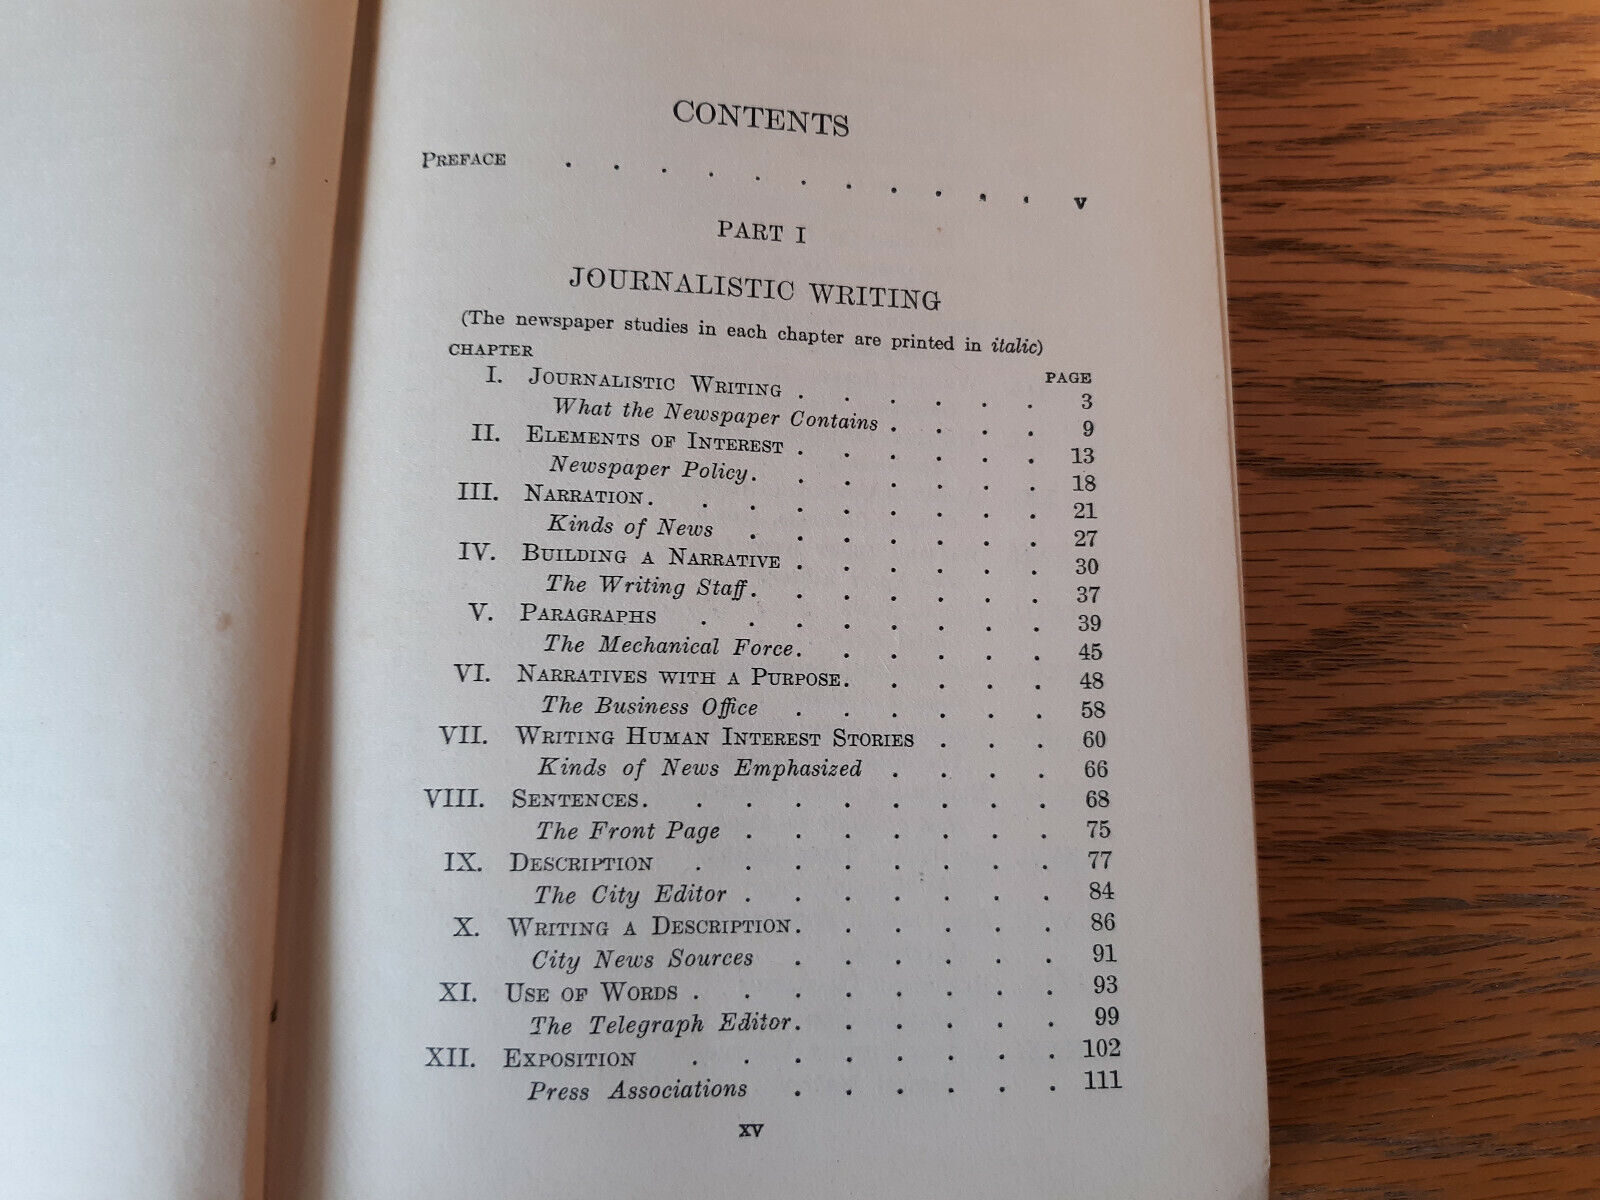 CONTENTS
PREFACE . . . . . . . . . . . v
PART I
JOURNALISTIC WRITING
(The newspaper studies in each chapter are printed in italic)
CHAPTER PAGE
I. JOURNALISTIC WRITING . . . . . . 3
What the Newspaper Contains . . . . 9
II. ELEMENTS OF INTEREST . . . . . . 13
Newspaper Policy . . . . . . . 18
III. NARRATION . . . . . . . . . 21
Kinds of News . . . . . . . 27
IV. BUILDING A NARRATIVE . . . . . . 30
The Writing Staff . . . . . . . 37
V. PARAGRAPHS . . . . . . . . 39
The Mechanical Force . . . . . . 45
VI. NARRATIVES WITH A PURPOSE . . . . . 48
The Business Office . . . . . . 58
VII. WRITING HUMAN INTEREST STORIES . . . 60
Kinds of News Emphasized . . . . 66
VIII. SENTENCES . . . . . . . . . 68
The Front Page . . . . . . . 75
IX. DESCRIPTION . . . . . . . . 77
The City Editor . . . . . . . 84
X. WRITING A DESCRIPTION . . . . . . 86
City News Sources . . . . . . 91
XI. USE OF WORDS . . . . . . . . 93
The Telegraph Editor . . . . . . 99
XII. EXPOSITION . . . . . . . . 102
Press Associations . . . . . . 111
xv